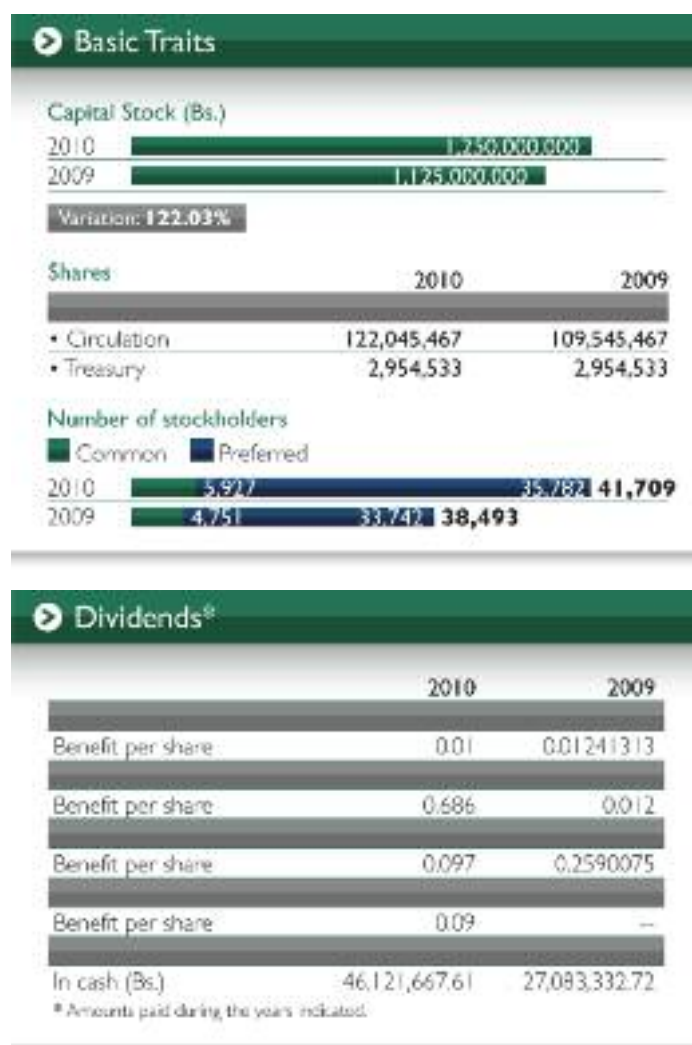 Basic Traits
Capital Stock (Bs.)
2010 1.250.000.000
2009 1.125.000.000
Variation: 122.03%
Shares 2010 2009
• Circulation 122,045,467 109,545,467
• Treasury 2,954,533 2,954,533
Number of stockholders
Common Preferred
2010 5.927 35.782 41,709
2009 4.751 33.742 38,493
Dividends*
2010 2009
Benefit per share 0.01 0.01241313
Benefit per share 0.686 0.012
Benefit per share 0.097 0.2590075
Benefit per share 0.09 --
In cash (Bs.) 46,121,667.61 27,083,332.72
* Amounts paid during the years indicated.